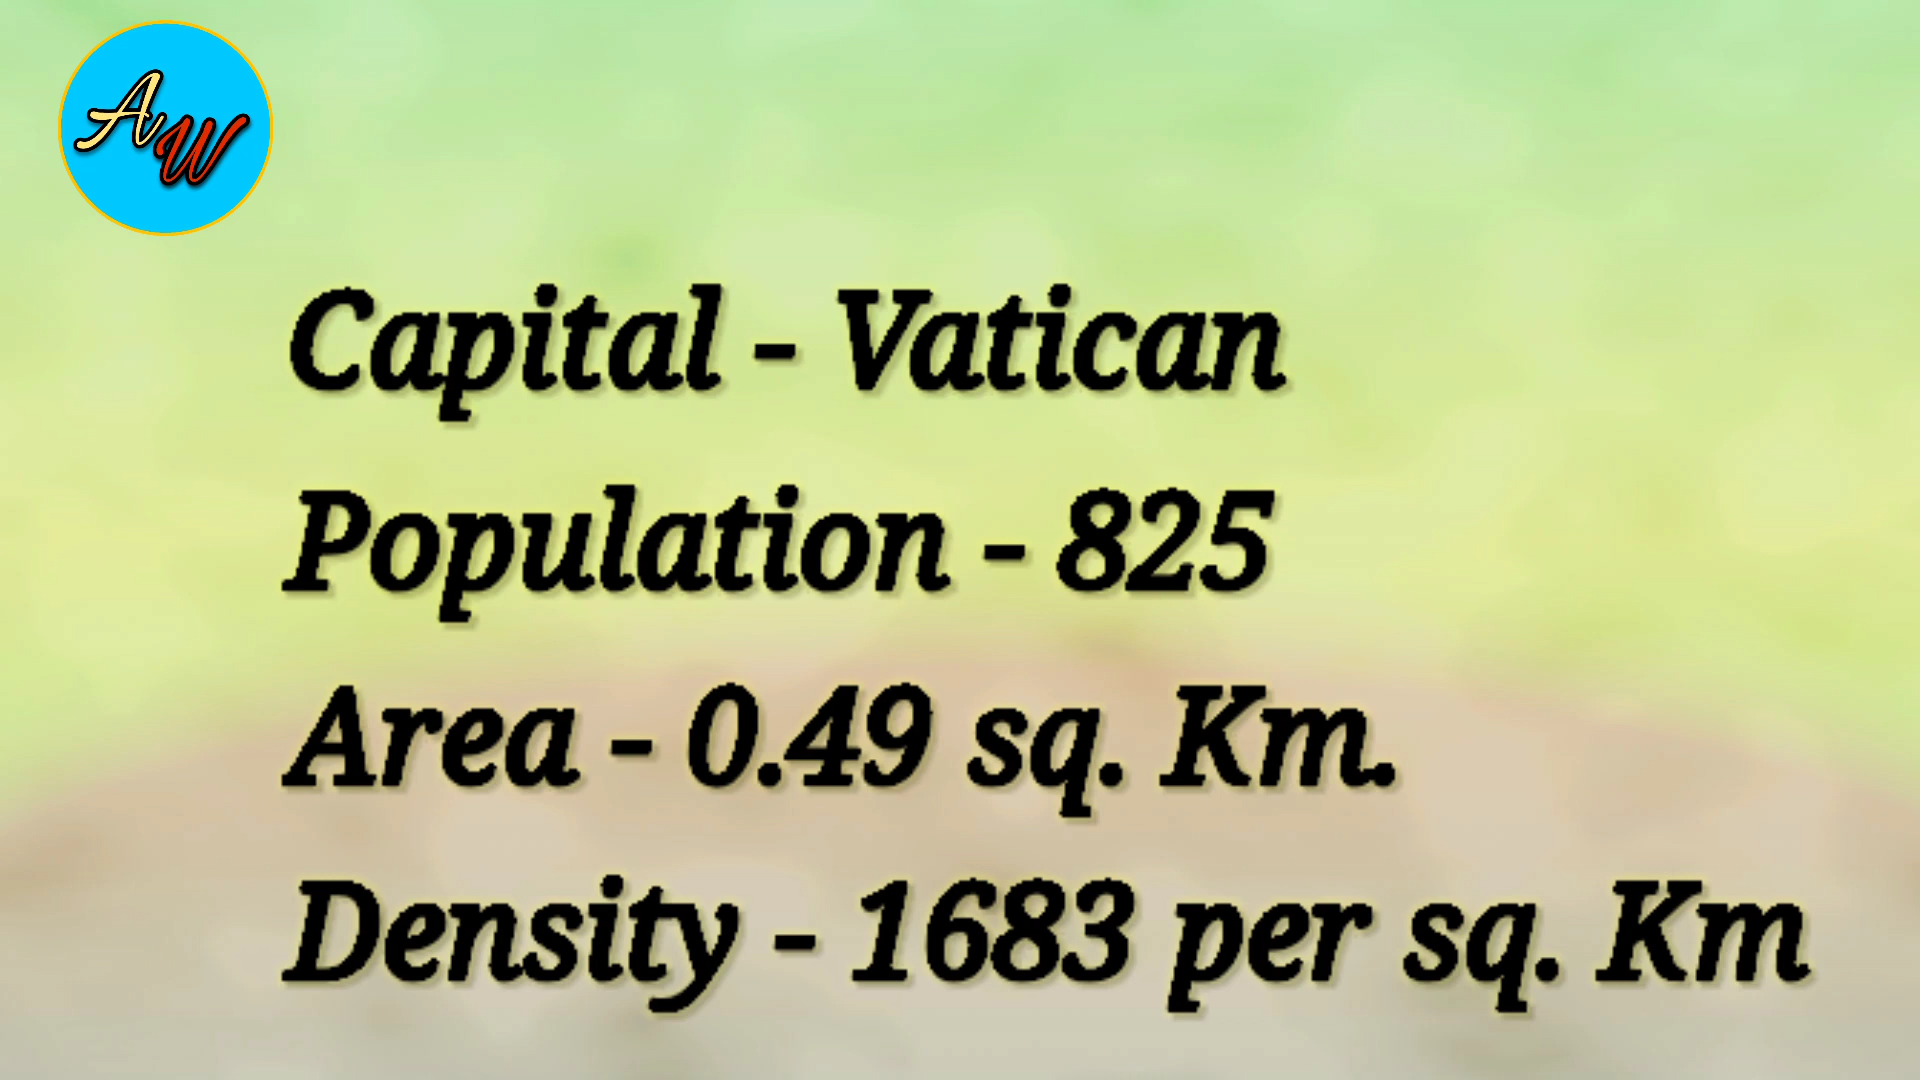 AW
Capital - Vatican
Population - 825
Area - 0.49 sq. Km.
Density - 1683 per sq. Km